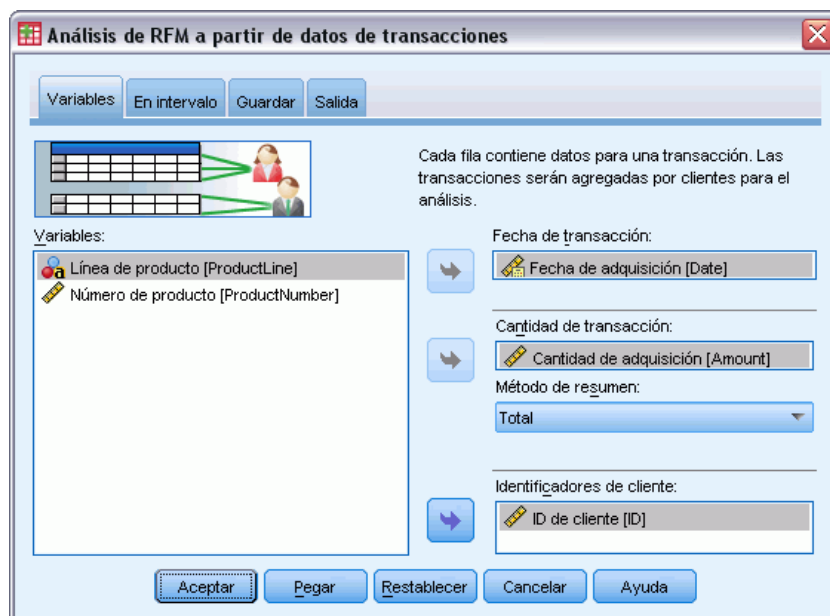 Análisis de RFM a partir de datos de transacciones
Variables
En intervalo
Guardar
Salida
Cada fila contiene datos para una transacción. Las
transacciones serán agregadas por clientes para el
análisis.
Variables:
Línea de producto [ProductLine]
Número de producto [ProductNumber]
Fecha de transacción:
Fecha de adquisición [Date]
Cantidad de transacción:
Cantidad de adquisición [Amount]
Método de resumen:
Total
Identificadores de cliente:
ID de cliente [ID]
Aceptar
Pegar
Restablecer
Cancelar
Ayuda